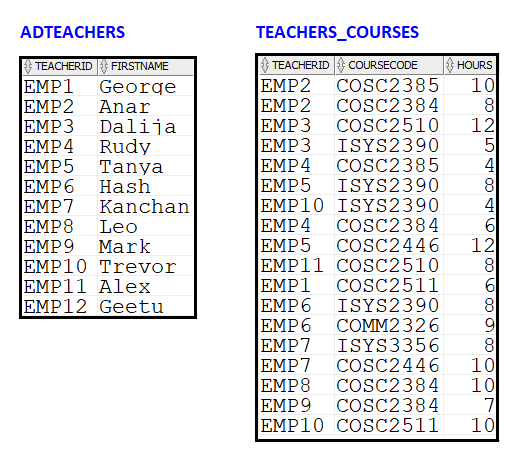 ADTEACHERS
TEACHERID FIRSTNAME
EMP1 George
EMP2 Anar
EMP3 Dalija
EMP4 Rudy
EMP5 Tanya
EMP6 Hash
EMP7 Kanchan
EMP8 Leo
EMP9 Mark
EMP10 Trevor
EMP11 Alex
EMP12 Geetu
TEACHERS_COURSES
TEACHERID COURSECODE HOURS
EMP2 COSC2385 10
EMP2 COSC2384 8
EMP3 COSC2510 12
EMP3 ISYS2390 5
EMP4 COSC2385 4
EMP5 ISYS2390 8
EMP10 ISYS2390 4
EMP4 COSC2384 6
EMP5 COSC2446 12
EMP11 COSC2510 8
EMP1 COSC2511 6
EMP6 ISYS2390 8
EMP6 COMM2326 9
EMP7 ISYS3356 8
EMP7 COSC2446 10
EMP8 COSC2384 10
EMP9 COSC2384 7
EMP10 COSC2511 10